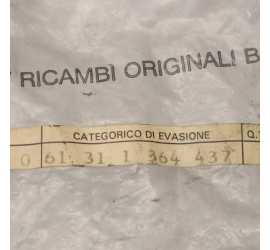 RICAMBI ORIGINALI B
CATEGORICO DI EVASIONE Q.
0 61 31 1 364 437